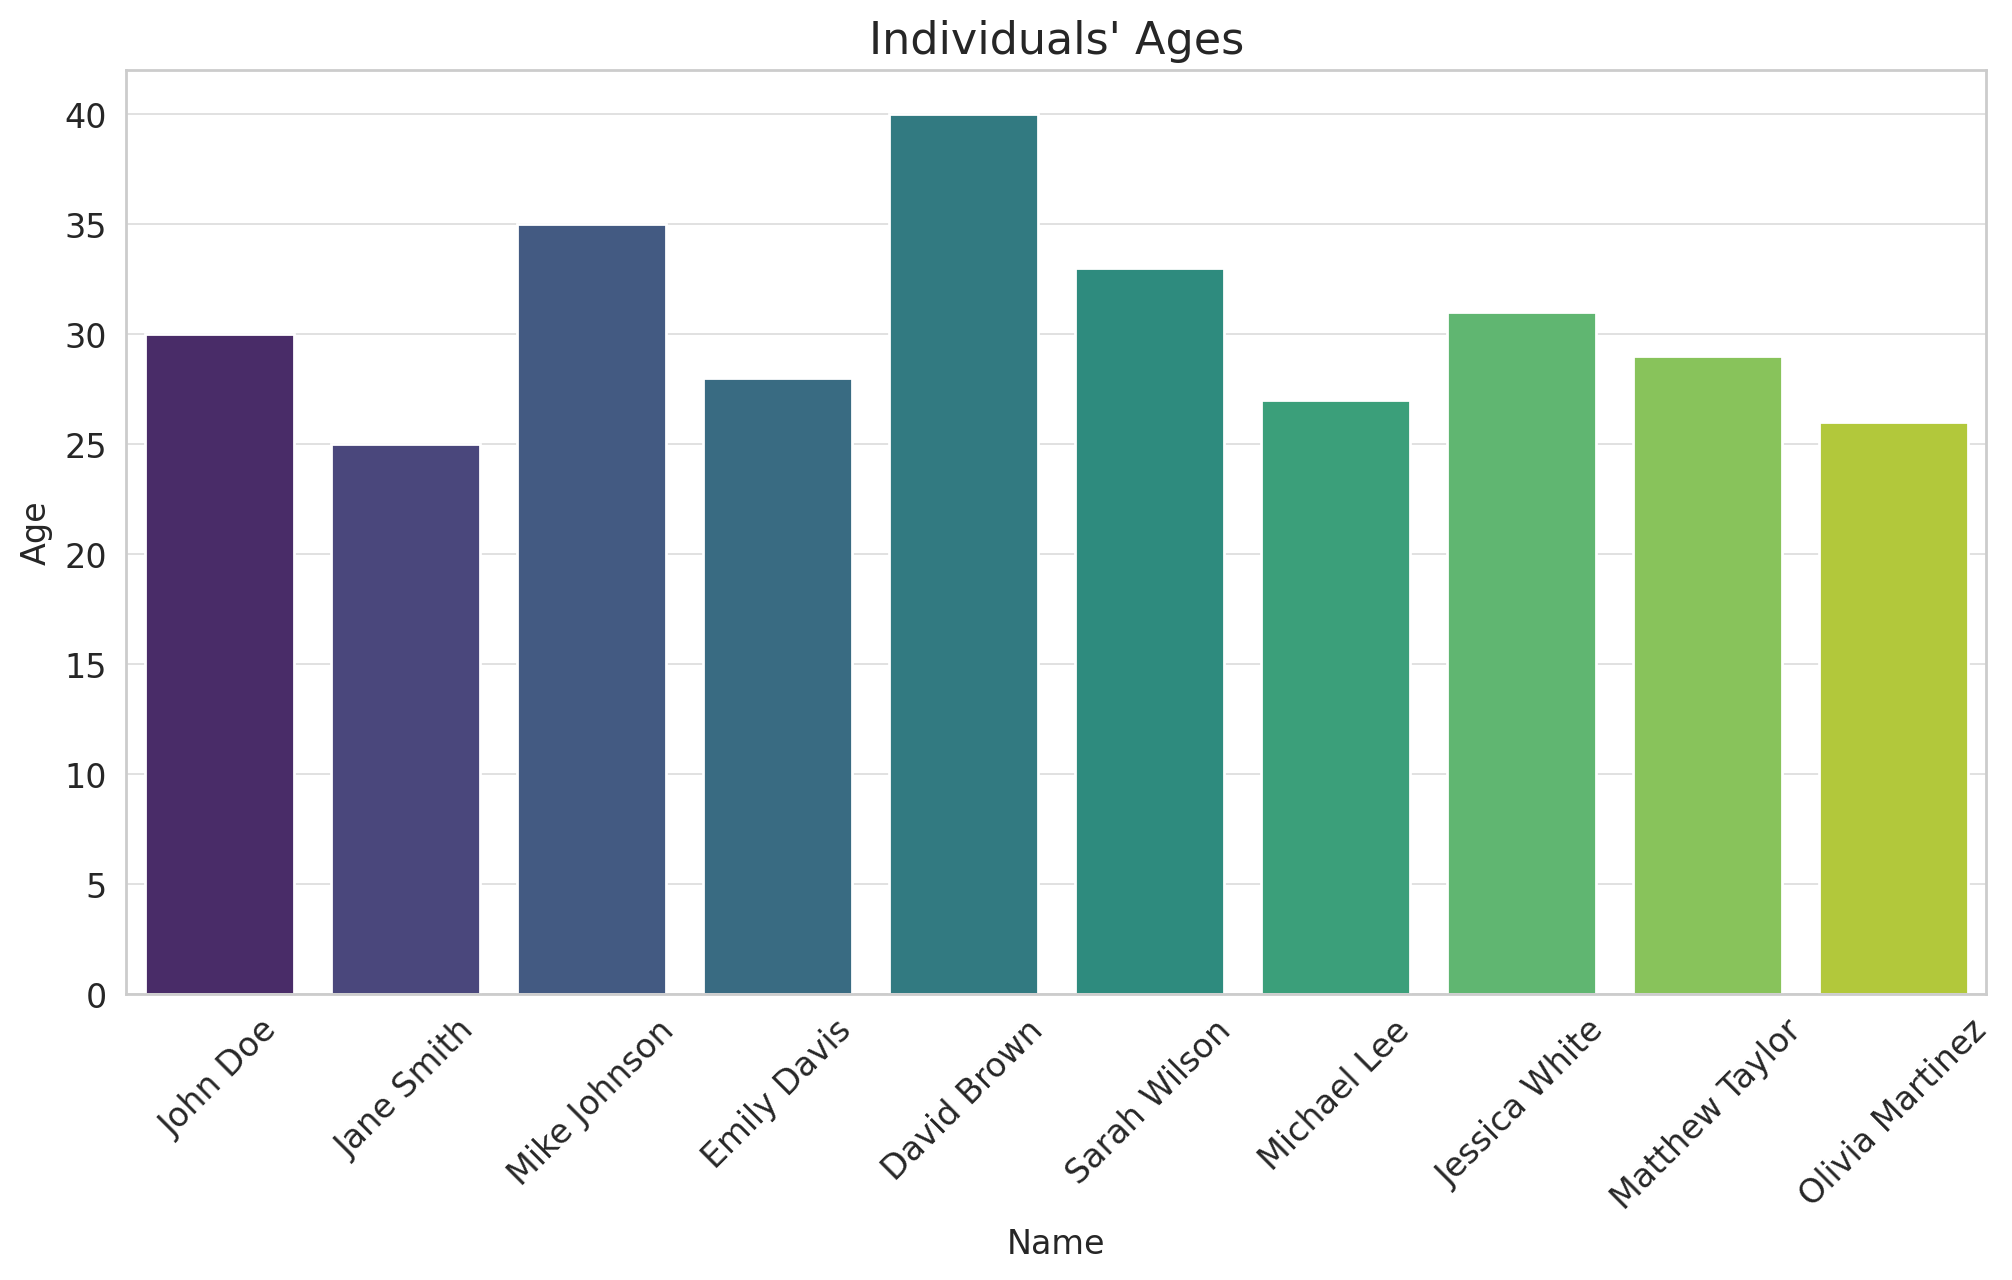 Individuals' Ages
40
35
30
25
20
15
10
5
0
Age
John Doe
Jane Smith
Mike Johnson
Emily Davis
David Brown
Sarah Wilson
Michael Lee
Jessica White
Matthew Taylor
Olivia Martinez
Name